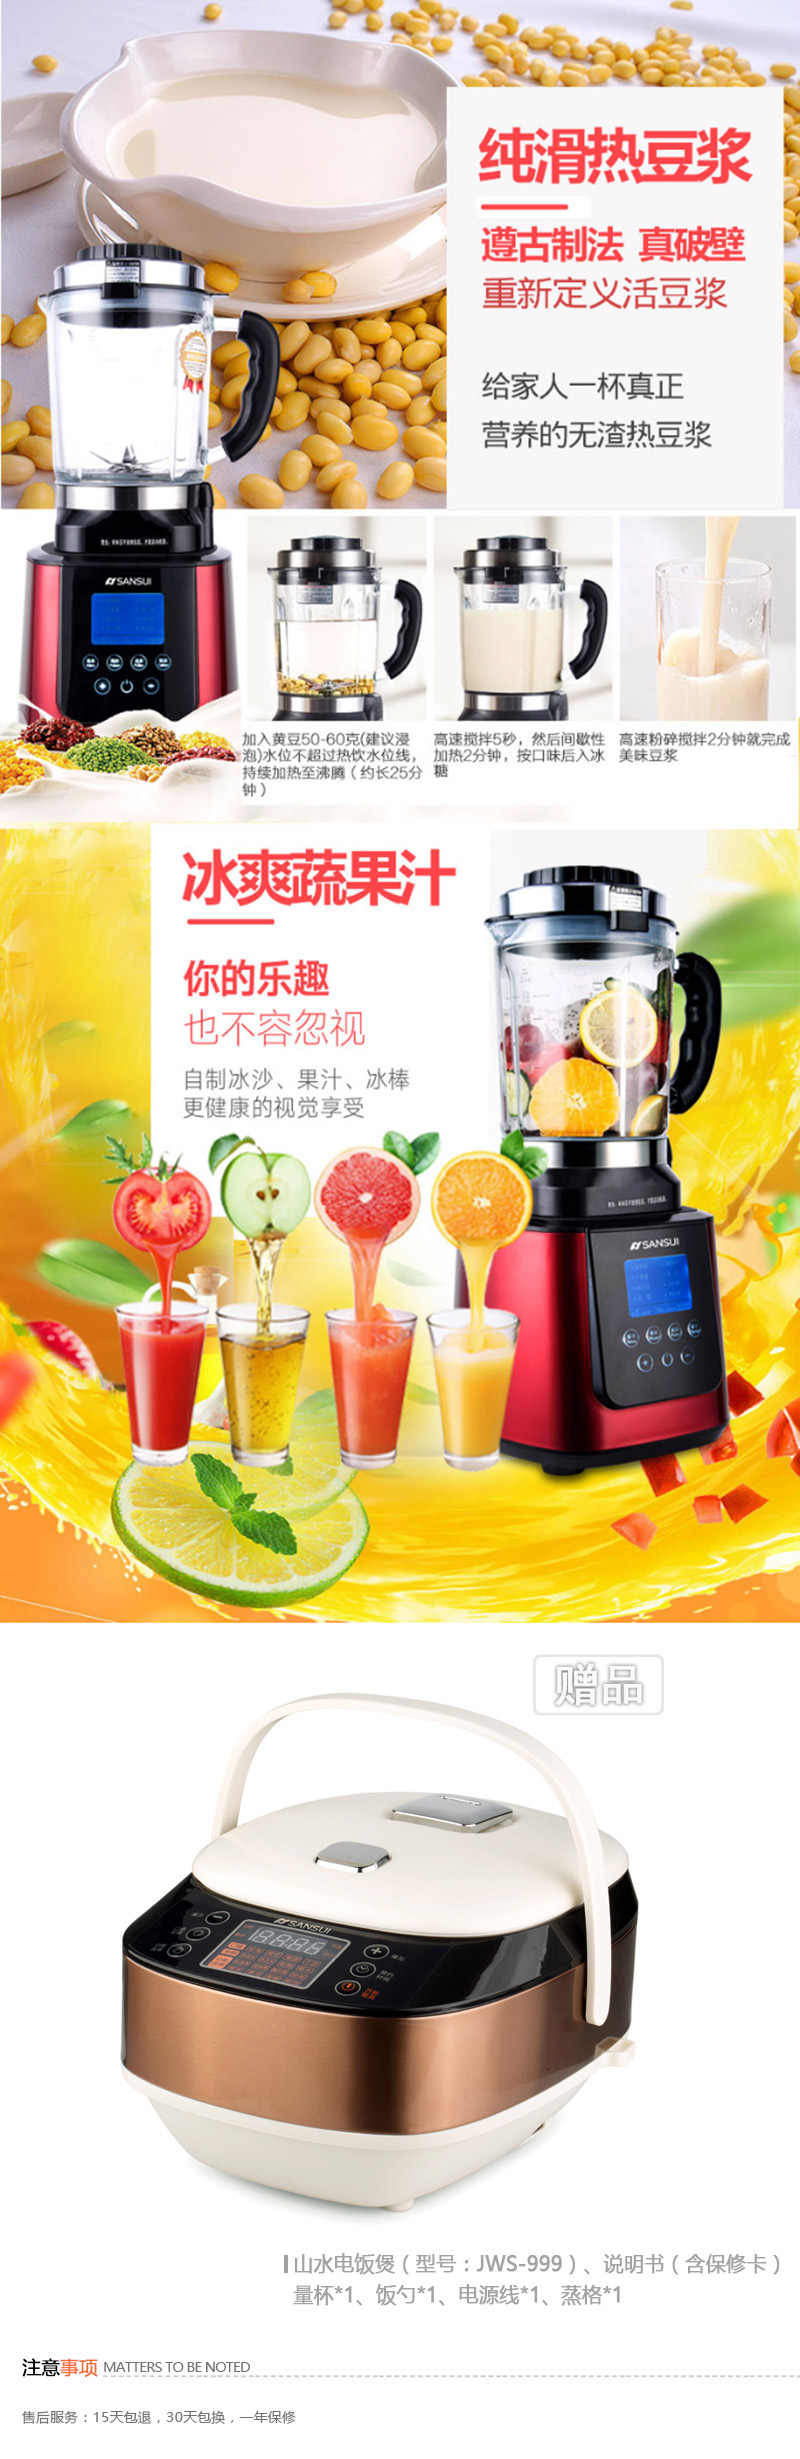 纯滑热豆浆
遵古制法 真破壁
重新定义活豆浆
给家人一杯真正
营养的无渣热豆浆
SANSUI
加入黄豆50-60克(建议浸
泡)水位不超过热饮水位线，
持续加热至沸腾（约长25分
钟）
高速搅拌5秒，然后间歇性
加热2分钟，按口味后入冰
糖
高速粉碎搅拌2分钟就完成
美味豆浆
冰爽蔬果汁
你的乐趣
也不容忽视
自制冰沙、果汁、冰棒
更健康的视觉享受
SANSUI
赠品
SANSUI
山水电饭煲（型号：JWS-999）、说明书（含保修卡）
量杯*1、饭勺*1、电源线*1、蒸格*1
注意事项 MATTERS TO BE NOTED
售后服务：15天包退，30天包换，一年保修